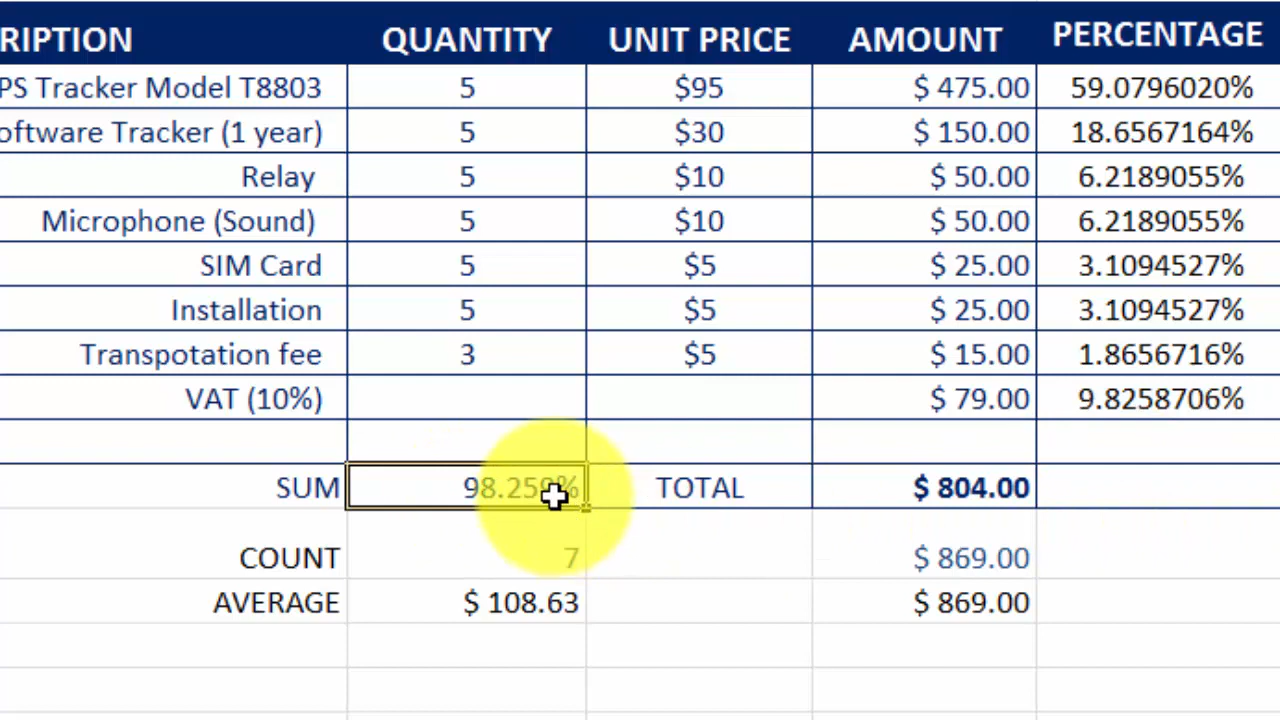 RIPTION QUANTITY UNIT PRICE AMOUNT PERCENTAGE
PS Tracker Model T8803 5 $95 $ 475.00 59.0796020%
oftware Tracker (1 year) 5 $30 $ 150.00 18.6567164%
Relay 5 $10 $ 50.00 6.2189055%
Microphone (Sound) 5 $10 $ 50.00 6.2189055%
SIM Card 5 $5 $ 25.00 3.1094527%
Installation 5 $5 $ 25.00 3.1094527%
Transpotation fee 3 $5 $ 15.00 1.8656716%
VAT (10%) $ 79.00 9.8258706%
SUM 98.259% TOTAL $ 804.00
COUNT 7 $ 869.00
AVERAGE $ 108.63 $ 869.00